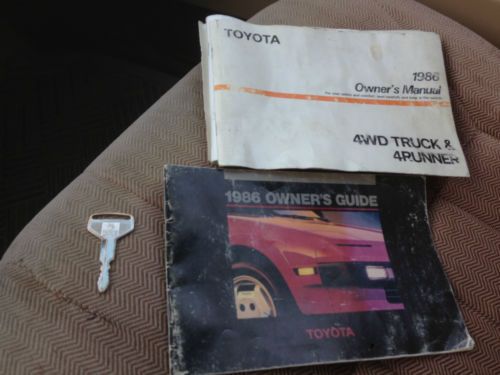 TOYOTA
1986
Owner's Manual
4WD TRUCK &
4RUNNER
1986 OWNER'S GUIDE
TOYOTA